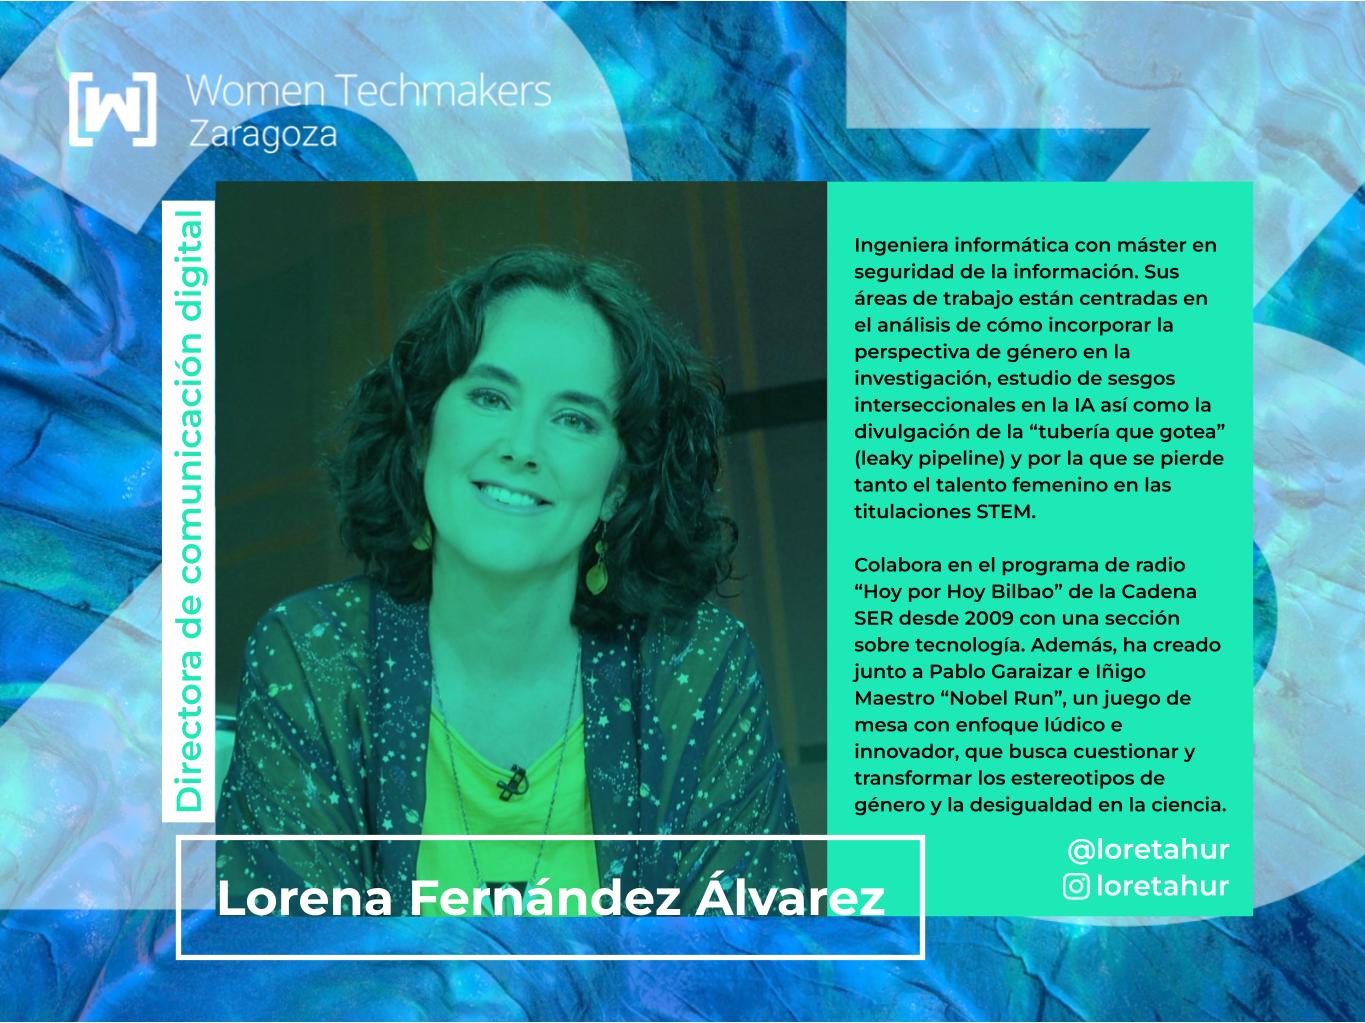 Women Techmakers
Zaragoza
Directora de comunicación digital
Ingeniera informática con máster en
seguridad de la información. Sus
áreas de trabajo están centradas en
el análisis de cómo incorporar la
perspectiva de género en la
investigación, estudio de sesgos
interseccionales en la IA así como la
divulgación de la “tubería que gotea”
(leaky pipeline) y por la que se pierde
tanto el talento femenino en las
titulaciones STEM.
Colabora en el programa de radio
“Hoy por Hoy Bilbao” de la Cadena
SER desde 2009 con una sección
sobre tecnología. Además, ha creado
junto a Pablo Garaizar e Iñigo
Maestro “Nobel Run”, un juego de
mesa con enfoque lúdico e
innovador, que busca cuestionar y
transformar los estereotipos de
género y la desigualdad en la ciencia.
@loretahur
loretahur
Lorena Fernández Álvarez